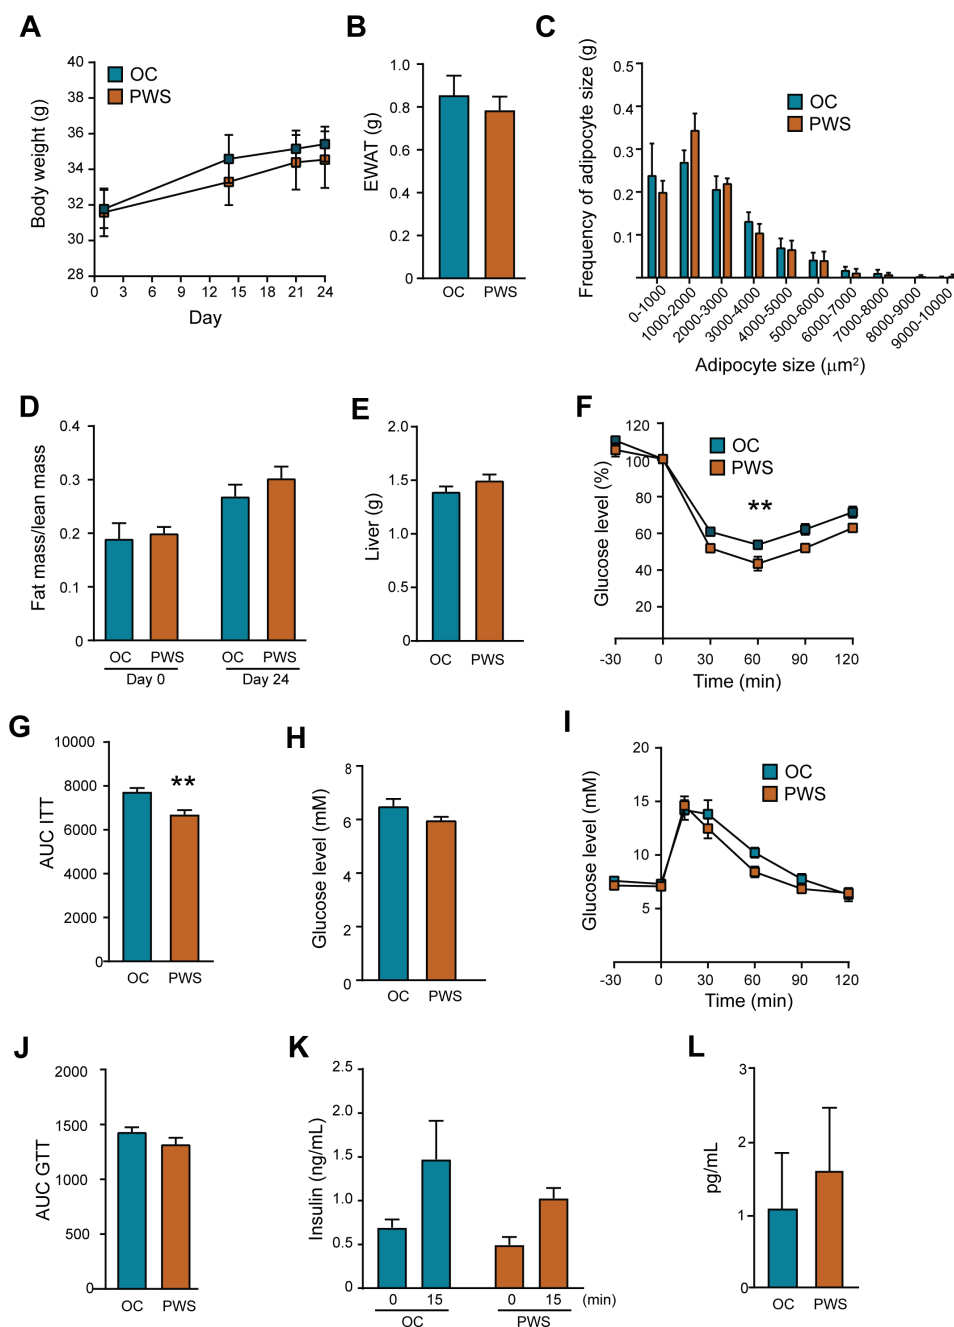 A
Body weight (g)
40
38
36
34
32
30
28
OC
PWS
0 3 6 9 12 15 18 21 24
Day
B
EWAT (g)
1.0
0.8
0.6
0.4
0.2
0
OC PWS
C
Frequency of adipocyte size (g)
0.5
0.4
0.3
0.2
0.1
OC
PWS
0-1000
1000-2000
2000-3000
3000-4000
4000-5000
5000-6000
6000-7000
7000-8000
8000-9000
9000-10000
Adipocyte size (μm²)
D
Fat mass/lean mass
0.4
0.3
0.2
0.1
0
OC PWS OC PWS
Day 0 Day 24
E
Liver (g)
2.0
1.5
1.0
0.5
0
OC PWS
F
Glucose level (%)
120
100
80
60
40
20
OC
PWS
**
-30 0 30 60 90 120
Time (min)
G
AUC ITT
10000
8000
6000
4000
2000
0
**
OC PWS
H
Glucose level (mM)
8
6
4
2
0
OC PWS
I
Glucose level (mM)
20
15
10
5
OC
PWS
-30 0 30 60 90 120
Time (min)
J
AUC GTT
2000
1500
1000
500
0
OC PWS
K
Insulin (ng/mL)
2.5
2.0
1.5
1.0
0.5
0
0 15 0 15 (min)
OC PWS
L
pg/mL
3
2
1
0
OC PWS